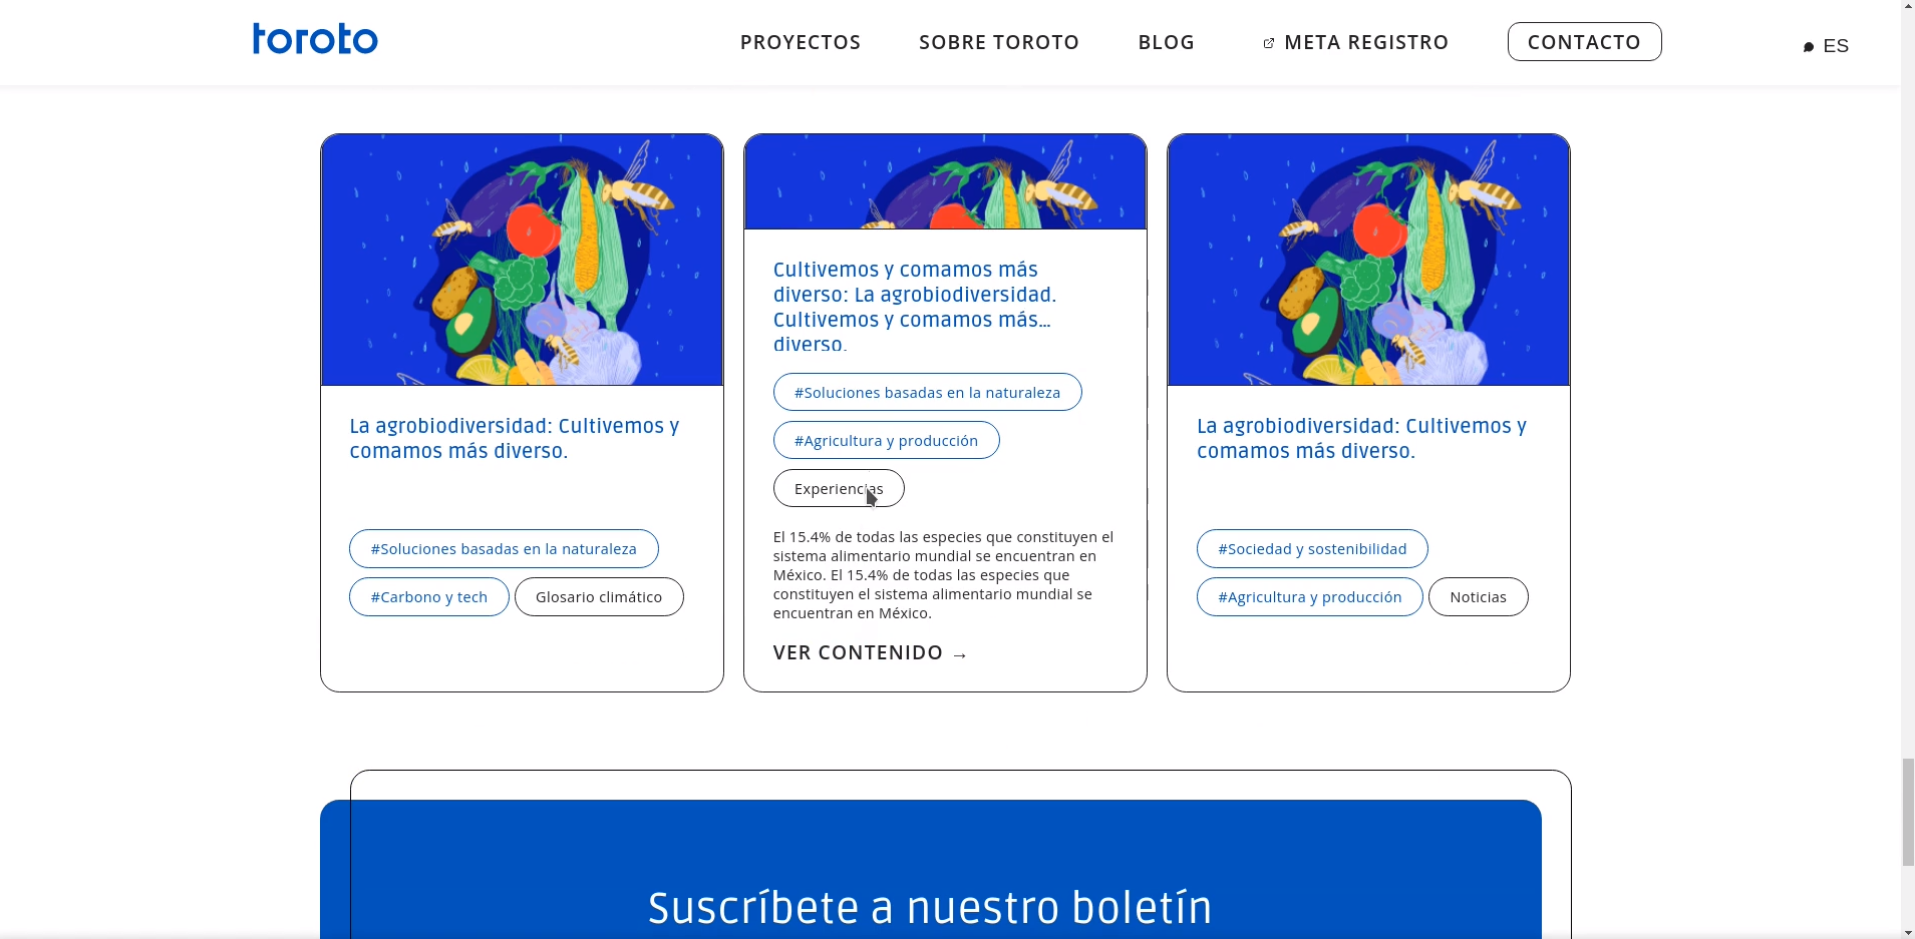 toroto
PROYECTOS
SOBRE TOROTO
BLOG
META REGISTRO
CONTACTO
ES
La agrobiodiversidad: Cultivemos y
comamos más diverso.
#Soluciones basadas en la naturaleza
#Carbono y tech
Glosario climático
Cultivemos y comamos más
diverso: La agrobiodiversidad.
Cultivemos y comamos más...
diverso.
#Soluciones basadas en la naturaleza
#Agricultura y producción
Experiencias
El 15.4% de todas las especies que constituyen el
sistema alimentario mundial se encuentran en
México. El 15.4% de todas las especies que
constituyen el sistema alimentario mundial se
encuentran en México.
VER CONTENIDO →
La agrobiodiversidad: Cultivemos y
comamos más diverso.
#Sociedad y sostenibilidad
#Agricultura y producción
Noticias
Suscríbete a nuestro boletín